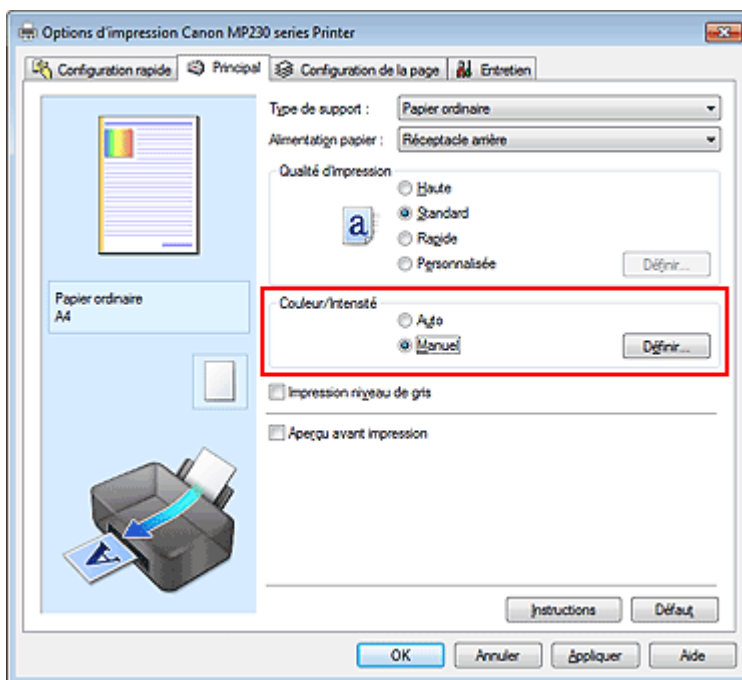 Options d'impression Canon MP230 series Printer
Configuration rapide
Principal
Configuration de la page
Entretien
Type de support :
Papier ordinaire
Alimentation papier :
Réceptacle arrière
Qualité d'impression
Haute
Standard
Rapide
Personnalisée
Définir...
a
Papier ordinaire
A4
Couleur/Intensité
Auto
Manuel
Définir...
Impression niveau de gris
Aperçu avant impression
A
Instructions
Défaut
OK
Annuler
Appliquer
Aide